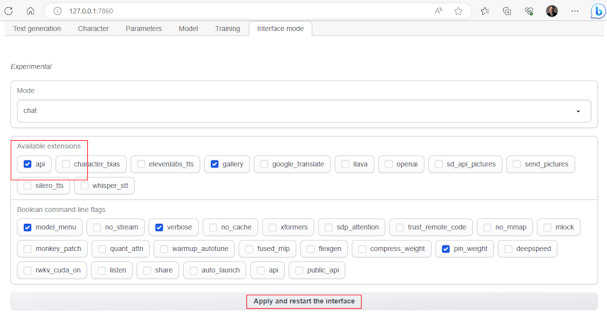 127.0.0.1:7860
Text generation Character Parameters Model Training Interface mode
Experimental
Mode
chat
Available extensions
api character_bias elevenlabs_tts gallery google_translate llava openai sd_api_pictures send_pictures
silero_tts whisper_stt
Boolean command-line flags
model_menu no_stream verbose no_cache xformers sdp_attention trust_remote_code no_mmap mlock
monkey_patch quant_attn warmup_autotune fused_mlp flexgen compress_weight pin_weight deepspeed
rwkv_cuda_on listen share auto_launch api public_api
Apply and restart the interface